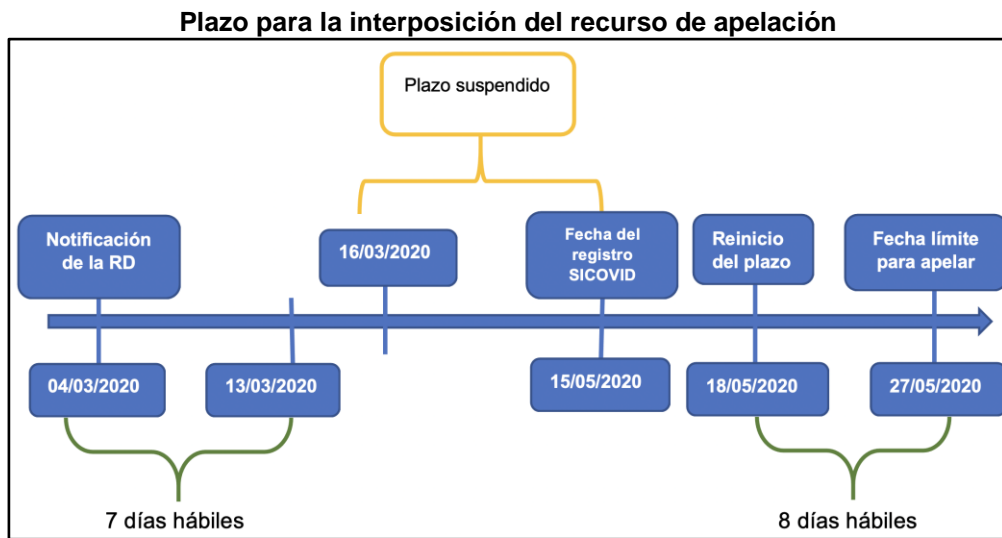 Plazo para la interposición del recurso de apelación
Plazo suspendido
Notificación
de la RD
16/03/2020
Fecha del
registro
SICOVID
Reinicio
del plazo
Fecha límite
para apelar
04/03/2020
13/03/2020
15/05/2020
18/05/2020
27/05/2020
7 días hábiles
8 días hábiles